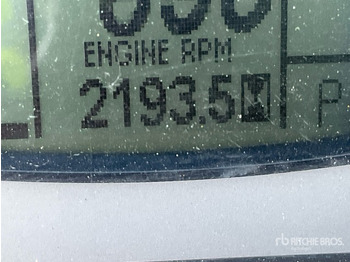 ENGINE RPM
2193.5
P
rb RITCHIE BROS.